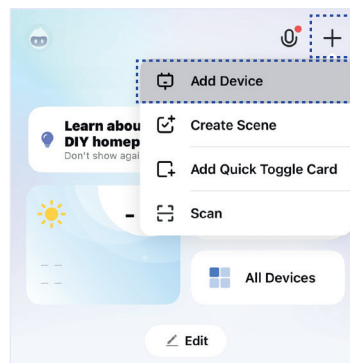 Add Device
Learn abou
DIY homep
Don't show agai
Create Scene
Add Quick Toggle Card
Scan
All Devices
Edit